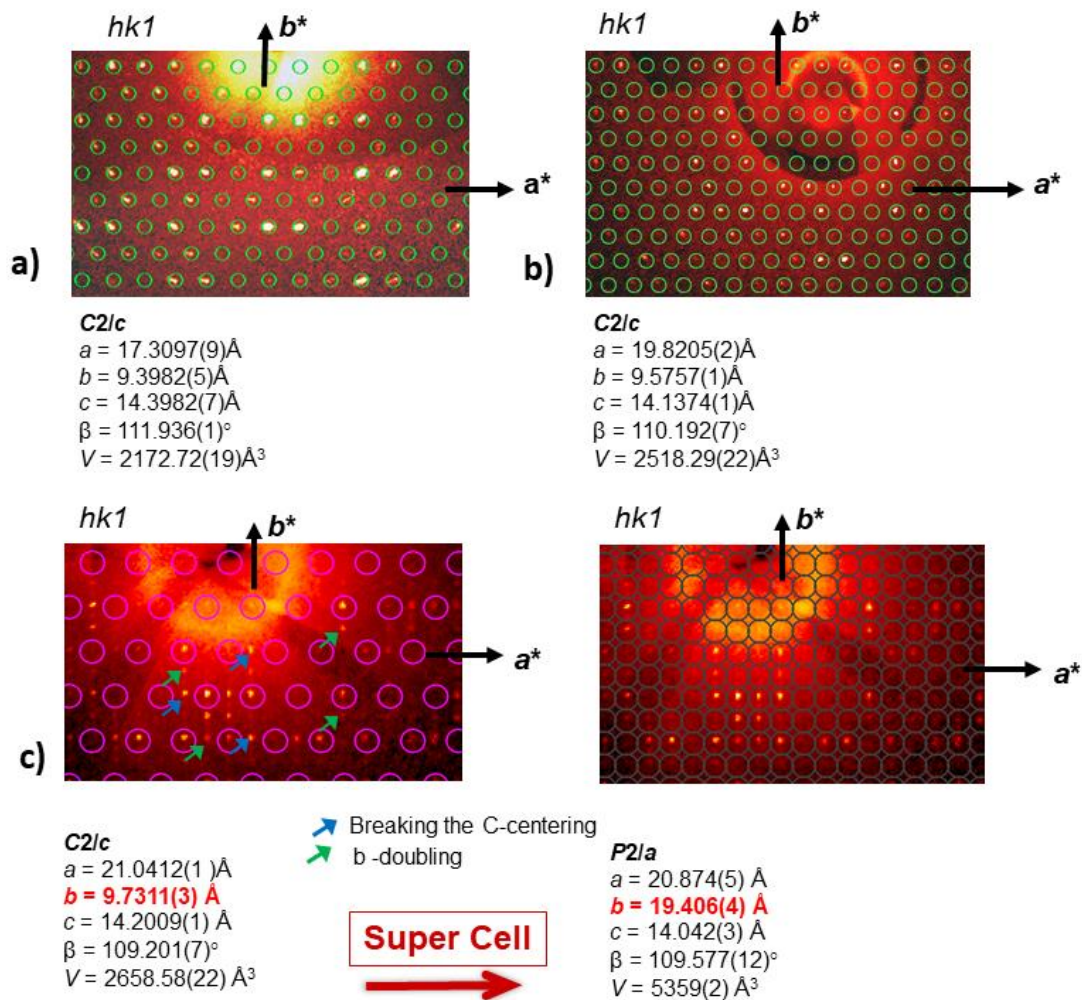 hk1
b*
a*
a)
C2/c
a = 17.3097(9)Å
b = 9.3982(5)Å
c = 14.3982(7)Å
β = 111.936(1)°
V = 2172.72(19)Å³
hk1
b*
a*
b)
C2/c
a = 19.8205(2)Å
b = 9.5757(1)Å
c = 14.1374(1)Å
β = 110.192(7)°
V = 2518.29(22)Å³
hk1
b*
a*
c)
C2/c
a = 21.0412(1 )Å
b = 9.7311(3) Å
c = 14.2009(1) Å
β = 109.201(7)°
V = 2658.58(22) Å³
Breaking the C-centering
b -doubling
Super Cell
hk1
b*
a*
P2/a
a = 20.874(5) Å
b = 19.406(4) Å
c = 14.042(3) Å
β = 109.577(12)°
V = 5359(2) Å³